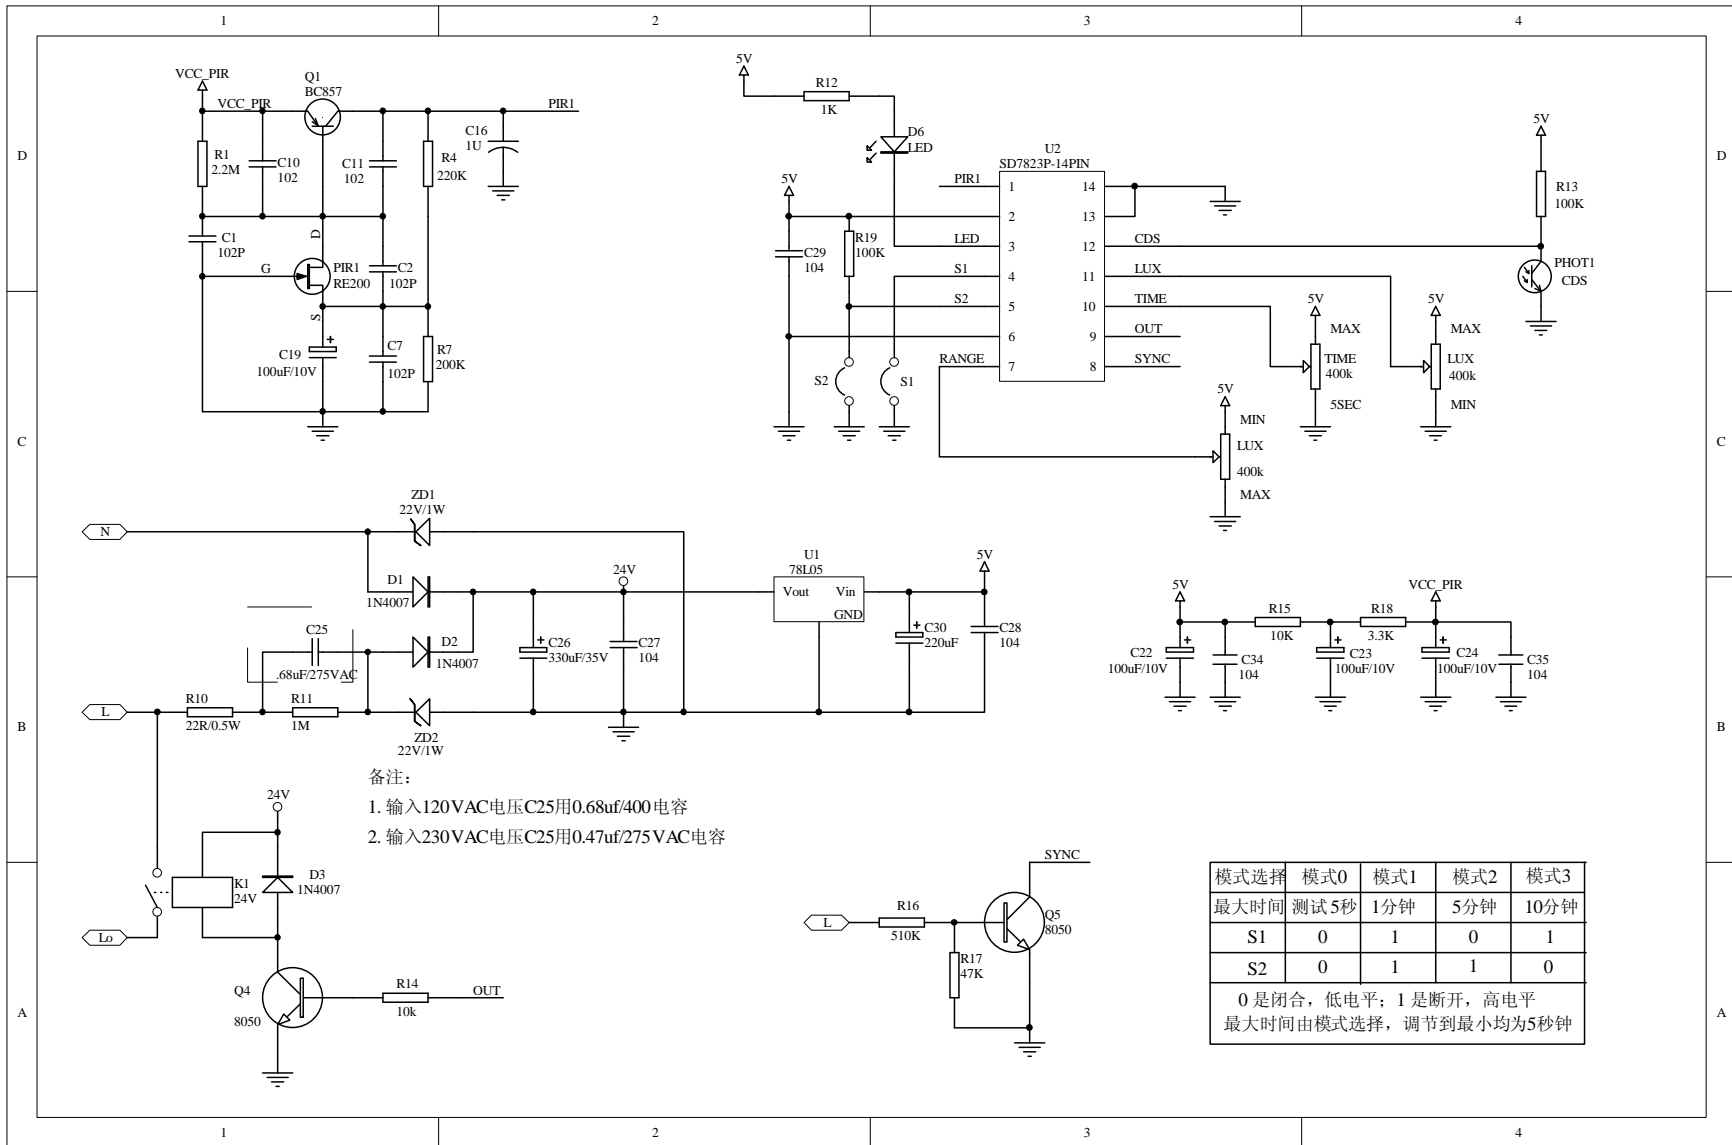 1 2 3 4
D
C
B
A
D
C
B
A
1 2 3 4
VCC_PIR
VCC_PIR
Q1
BC857
PIR1
R1
2.2M
C10
102
C11
102
R4
220K
C16
1U
C1
102P
G
D
S
PIR1
RE200
C2
102P
C19
100uF/10V
+
C7
102P
R7
200K
5V
R12
1K
D6
LED
U2
SD7823P-14PIN
PIR1 1 14
2 13
LED 3 12 CDS
S1 4 11 LUX
S2 5 10 TIME
6 9 OUT
RANGE 7 8 SYNC
5V
C29
104
R19
100K
S2
S1
5V
R13
100K
PHOT1
CDS
5V
MAX
TIME
400k
5SEC
5V
MAX
LUX
400k
MIN
5V
MIN
LUX
400k
MAX
N
ZD1
22V/1W
D1
1N4007
D2
1N4007
C25
.68uF/275VAC
L
R10
22R/0.5W
R11
1M
ZD2
22V/1W
24V
+
C26
330uF/35V
C27
104
U1
78L05
Vout Vin
GND
5V
+
C30
220uF
C28
104
5V
R15
10K
R18
3.3K
VCC_PIR
+
C22
100uF/10V
C34
104
+
C23
100uF/10V
+
C24
100uF/10V
C35
104
备注：
1. 输入120VAC电压C25用0.68uf/400电容
2. 输入230VAC电压C25用0.47uf/275VAC电容
24V
K1
24V
D3
1N4007
Lo
Q4
8050
R14
10k
OUT
SYNC
L
R16
510K
R17
47K
Q5
8050
模式选择 模式0 模式1 模式2 模式3
最大时间 测试5秒 1分钟 5分钟 10分钟
S1 0 1 0 1
S2 0 1 1 0
0是闭合，低电平；1是断开，高电平
最大时间由模式选择，调节到最小均为5秒钟